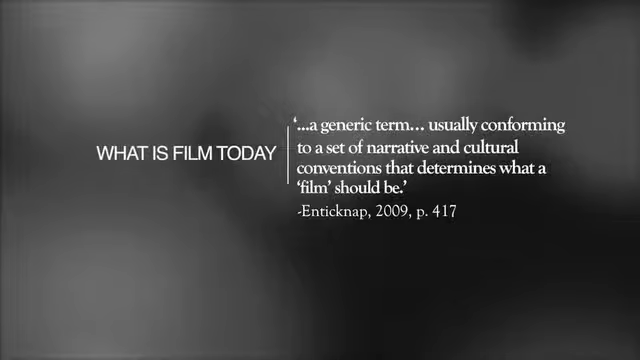 WHAT IS FILM TODAY
‘...a generic term... usually conforming
to a set of narrative and cultural
conventions that determines what a
‘film’ should be.’
-Enticknap, 2009, p. 417